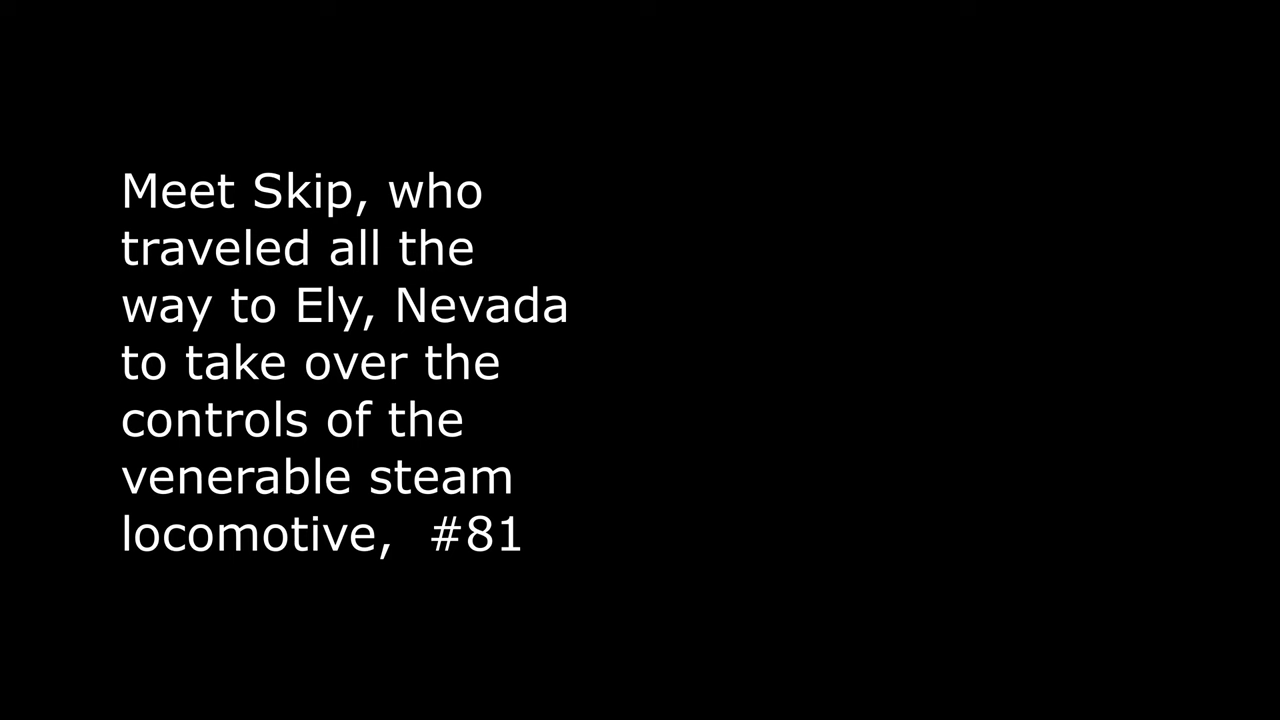 Meet Skip, who
traveled all the
way to Ely, Nevada
to take over the
controls of the
venerable steam
locomotive,  #81